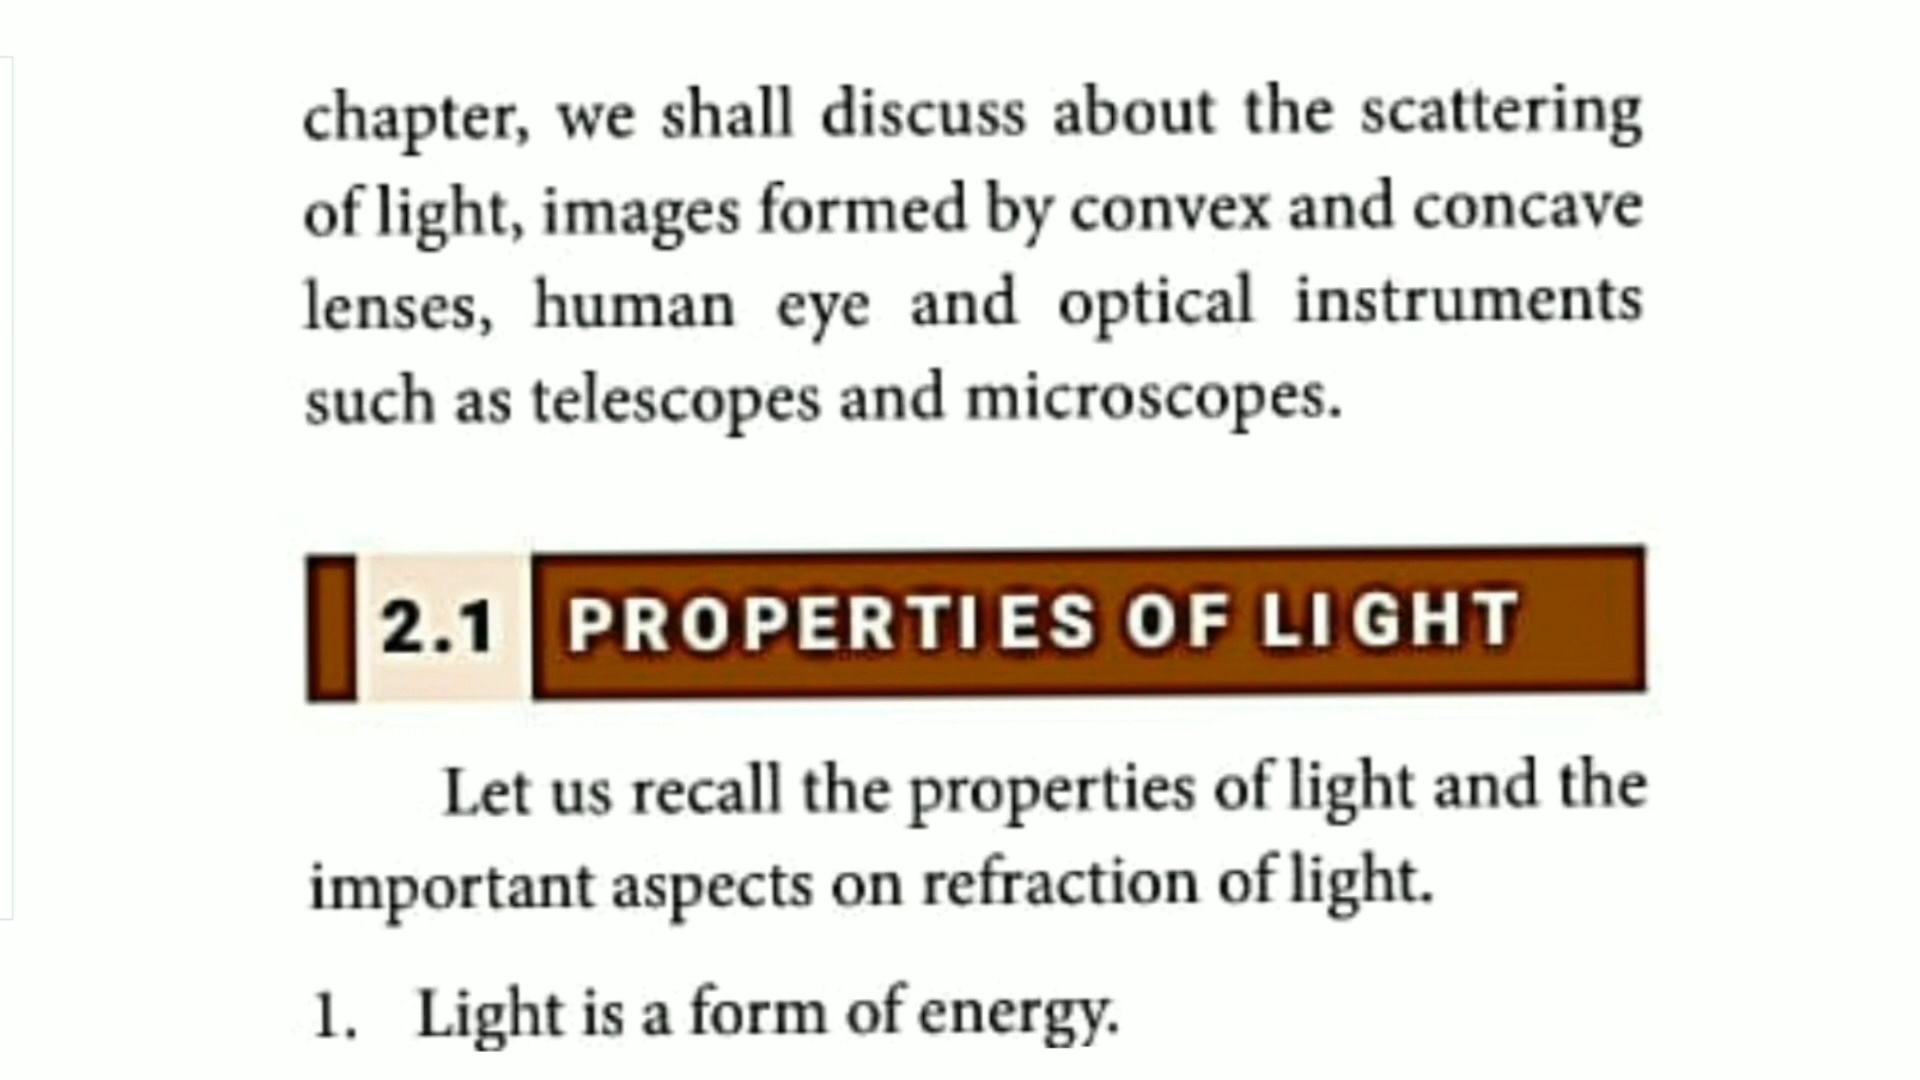 chapter, we shall discuss about the scattering
of light, images formed by convex and concave
lenses, human eye and optical instruments
such as telescopes and microscopes.
2.1 PROPERTIES OF LIGHT
Let us recall the properties of light and the
important aspects on refraction of light.
1. Light is a form of energy.